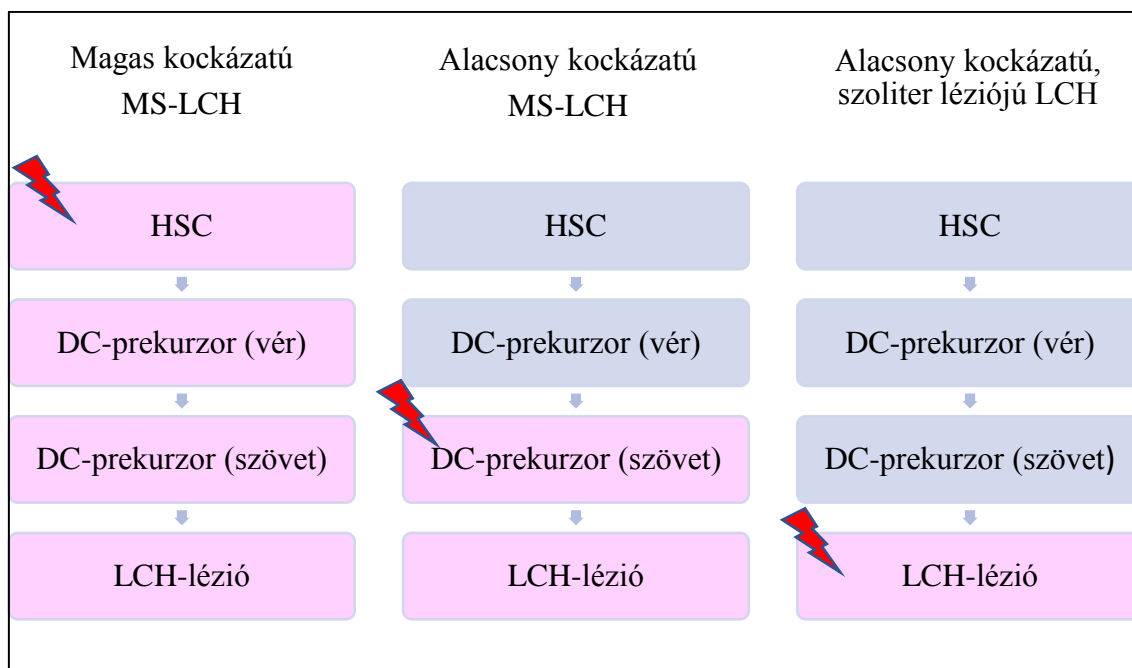 Magas kockázatú
MS-LCH
HSC
DC-prekurzor (vér)
DC-prekurzor (szövet)
LCH-lézió
Alacsony kockázatú
MS-LCH
HSC
DC-prekurzor (vér)
DC-prekurzor (szövet)
LCH-lézió
Alacsony kockázatú,
szoliter léziójú LCH
HSC
DC-prekurzor (vér)
DC-prekurzor (szövet)
LCH-lézió